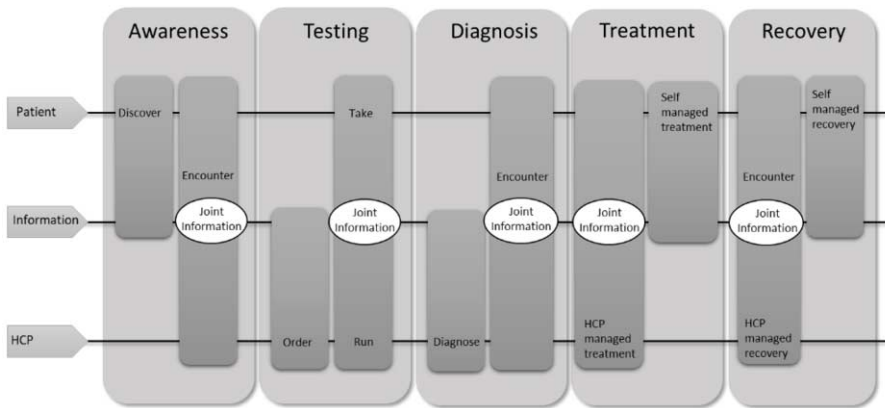 Awareness
Testing
Diagnosis
Treatment
Recovery
Patient
Discover
Take
Self
managed
treatment
Self
managed
recovery
Encounter
Encounter
Encounter
Information
Joint
Information
Joint
Information
Joint
Information
Joint
Information
Joint
Information
HCP
Order
Run
Diagnose
HCP
managed
treatment
HCP
managed
recovery